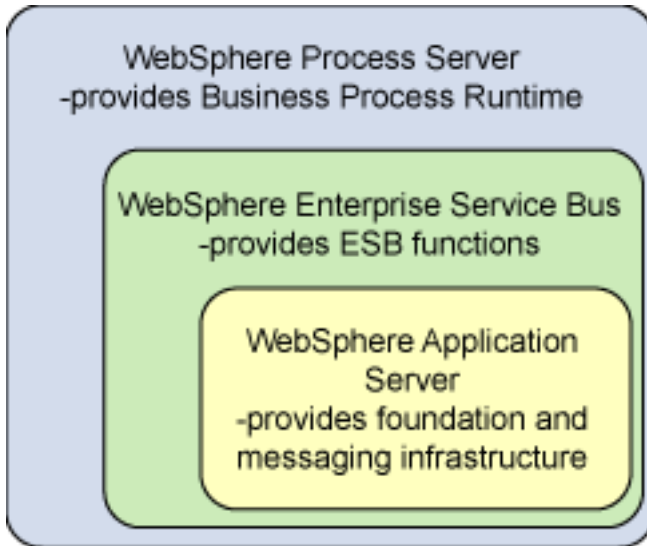 WebSphere Process Server
-provides Business Process Runtime
WebSphere Enterprise Service Bus
-provides ESB functions
WebSphere Application
Server
-provides foundation and
messaging infrastructure